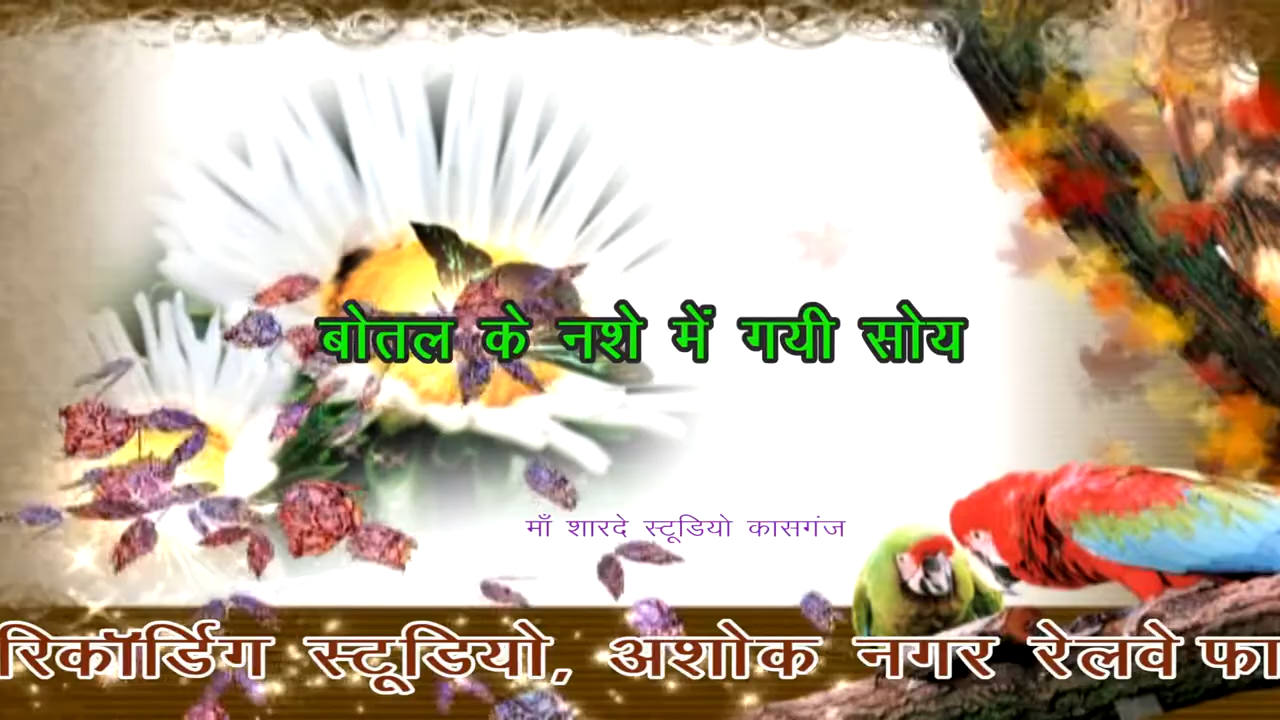 बोतल के नशे में गयी सोय
माँ शारदे स्टूडियो कासगंज
रिकॉर्डिंग स्टूडियो, अशोक नगर रेलवे फा